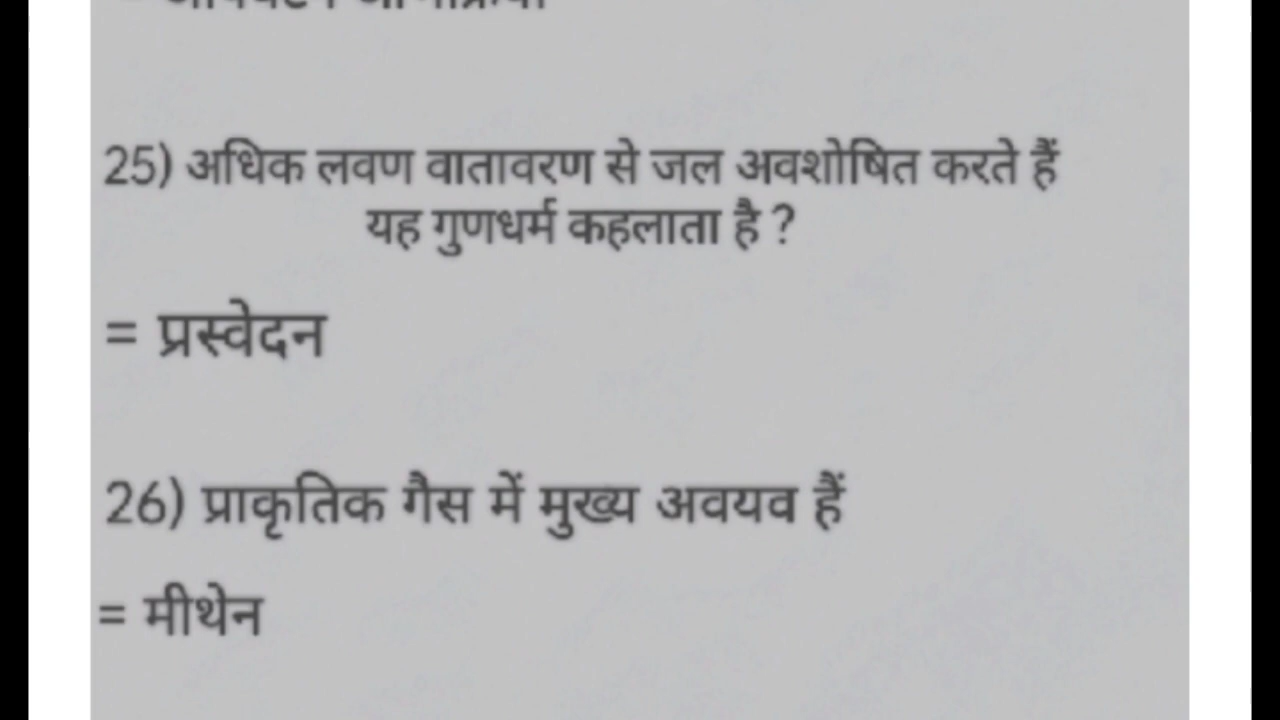 25) अधिक लवण वातावरण से जल अवशोषित करते हैं
यह गुणधर्म कहलाता है ?
= प्रस्वेदन
26) प्राकृतिक गैस में मुख्य अवयव हैं
= मीथेन